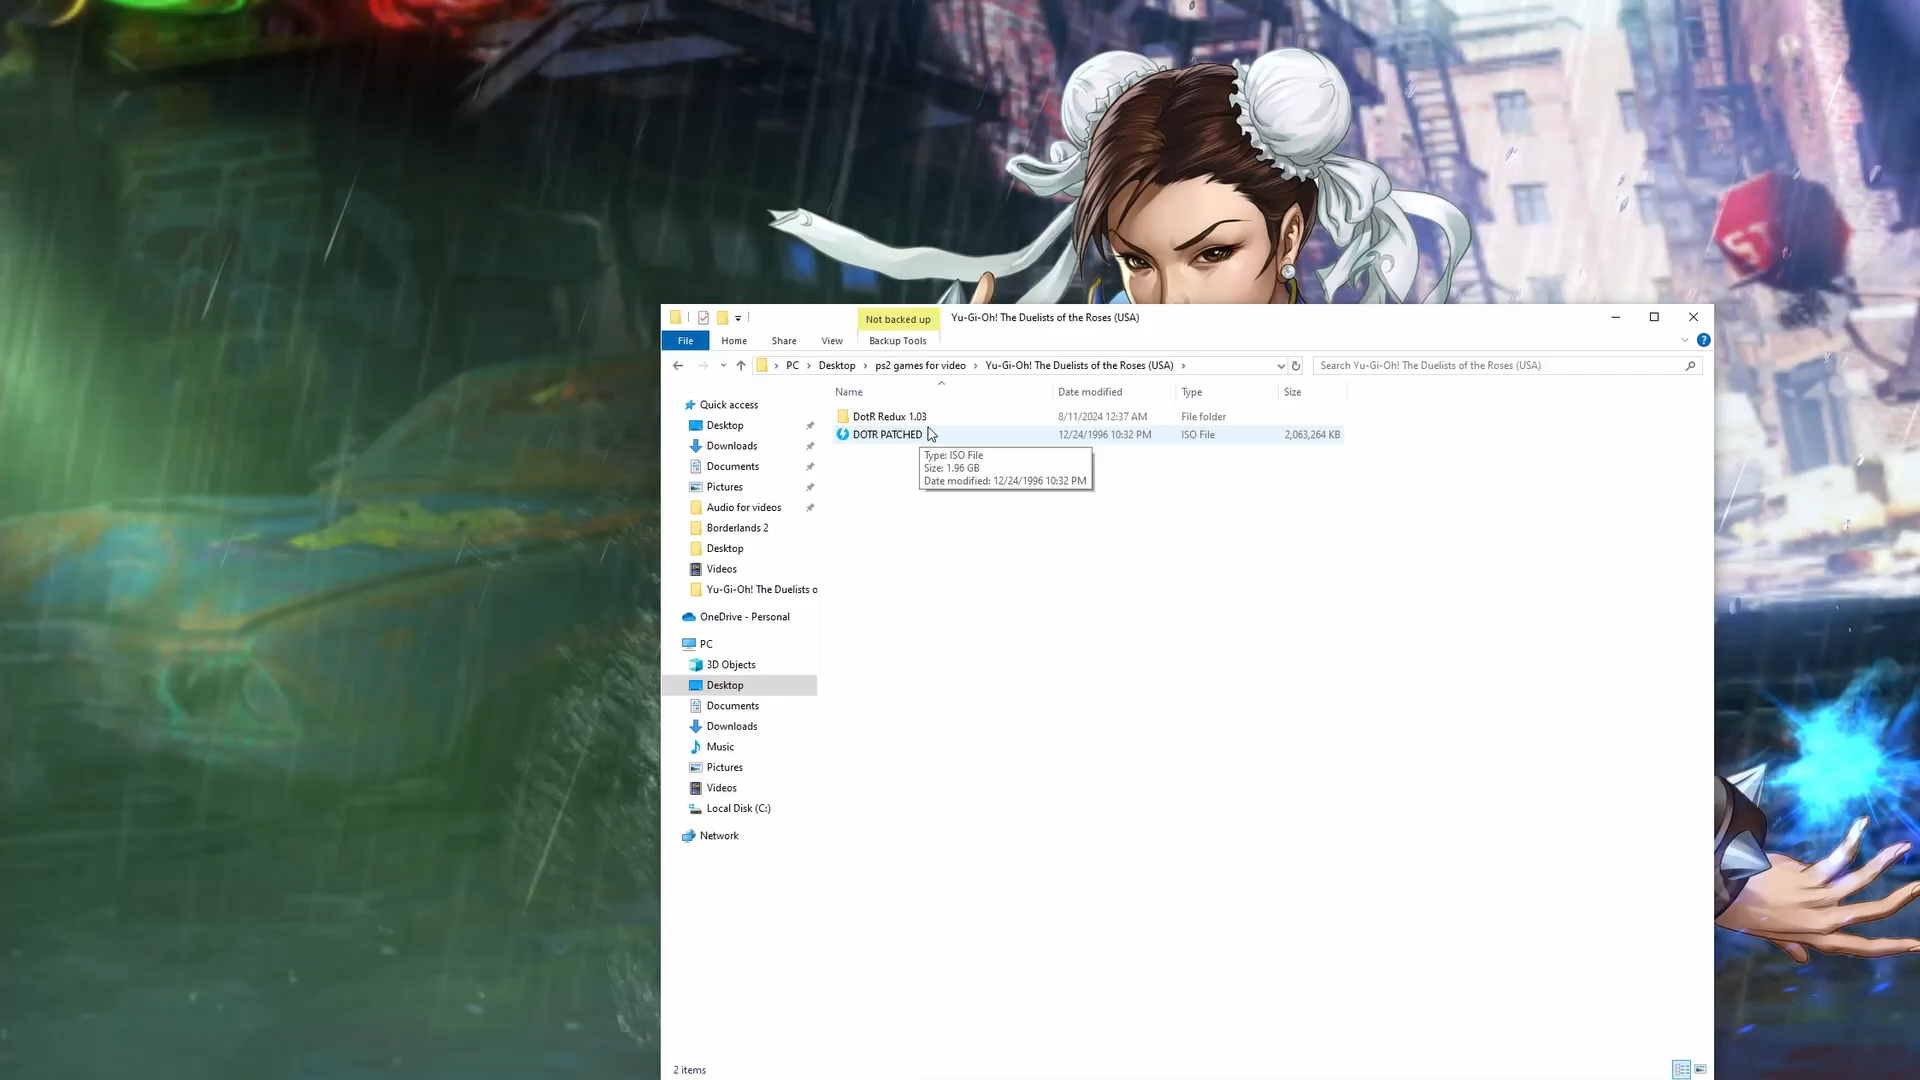 Not backed up
Yu-Gi-Oh! The Duelists of the Roses (USA)
File
Home
Share
View
Backup Tools
PC
Desktop
ps2 games for video
Yu-Gi-Oh! The Duelists of the Roses (USA)
Search Yu-Gi-Oh! The Duelists of the Roses (USA)
Name
Date modified
Type
Size
DotR Redux 1.03
8/11/2024 12:37 AM
File folder
DOTR PATCHED
12/24/1996 10:32 PM
ISO File
2,063,264 KB
Type: ISO File
Size: 1.96 GB
Date modified: 12/24/1996 10:32 PM
Quick access
Desktop
Downloads
Documents
Pictures
Audio for videos
Borderlands 2
Desktop
Videos
Yu-Gi-Oh! The Duelists o
OneDrive - Personal
PC
3D Objects
Desktop
Documents
Downloads
Music
Pictures
Videos
Local Disk (C:)
Network
2 items
ST